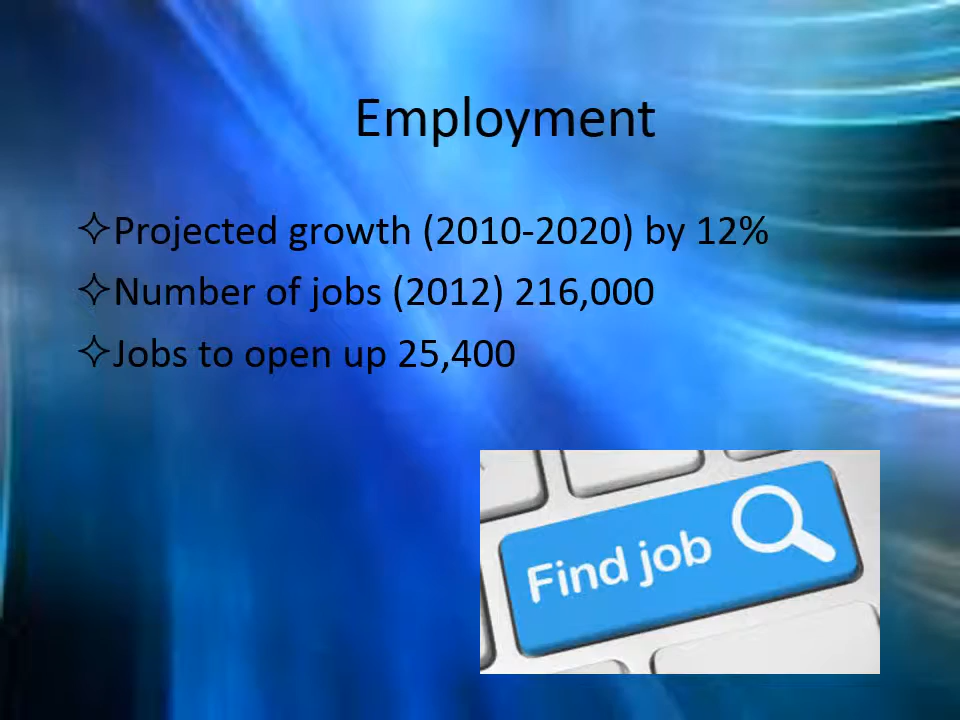 Employment
✧Projected growth (2010-2020) by 12%
✧Number of jobs (2012) 216,000
✧Jobs to open up 25,400
Find job